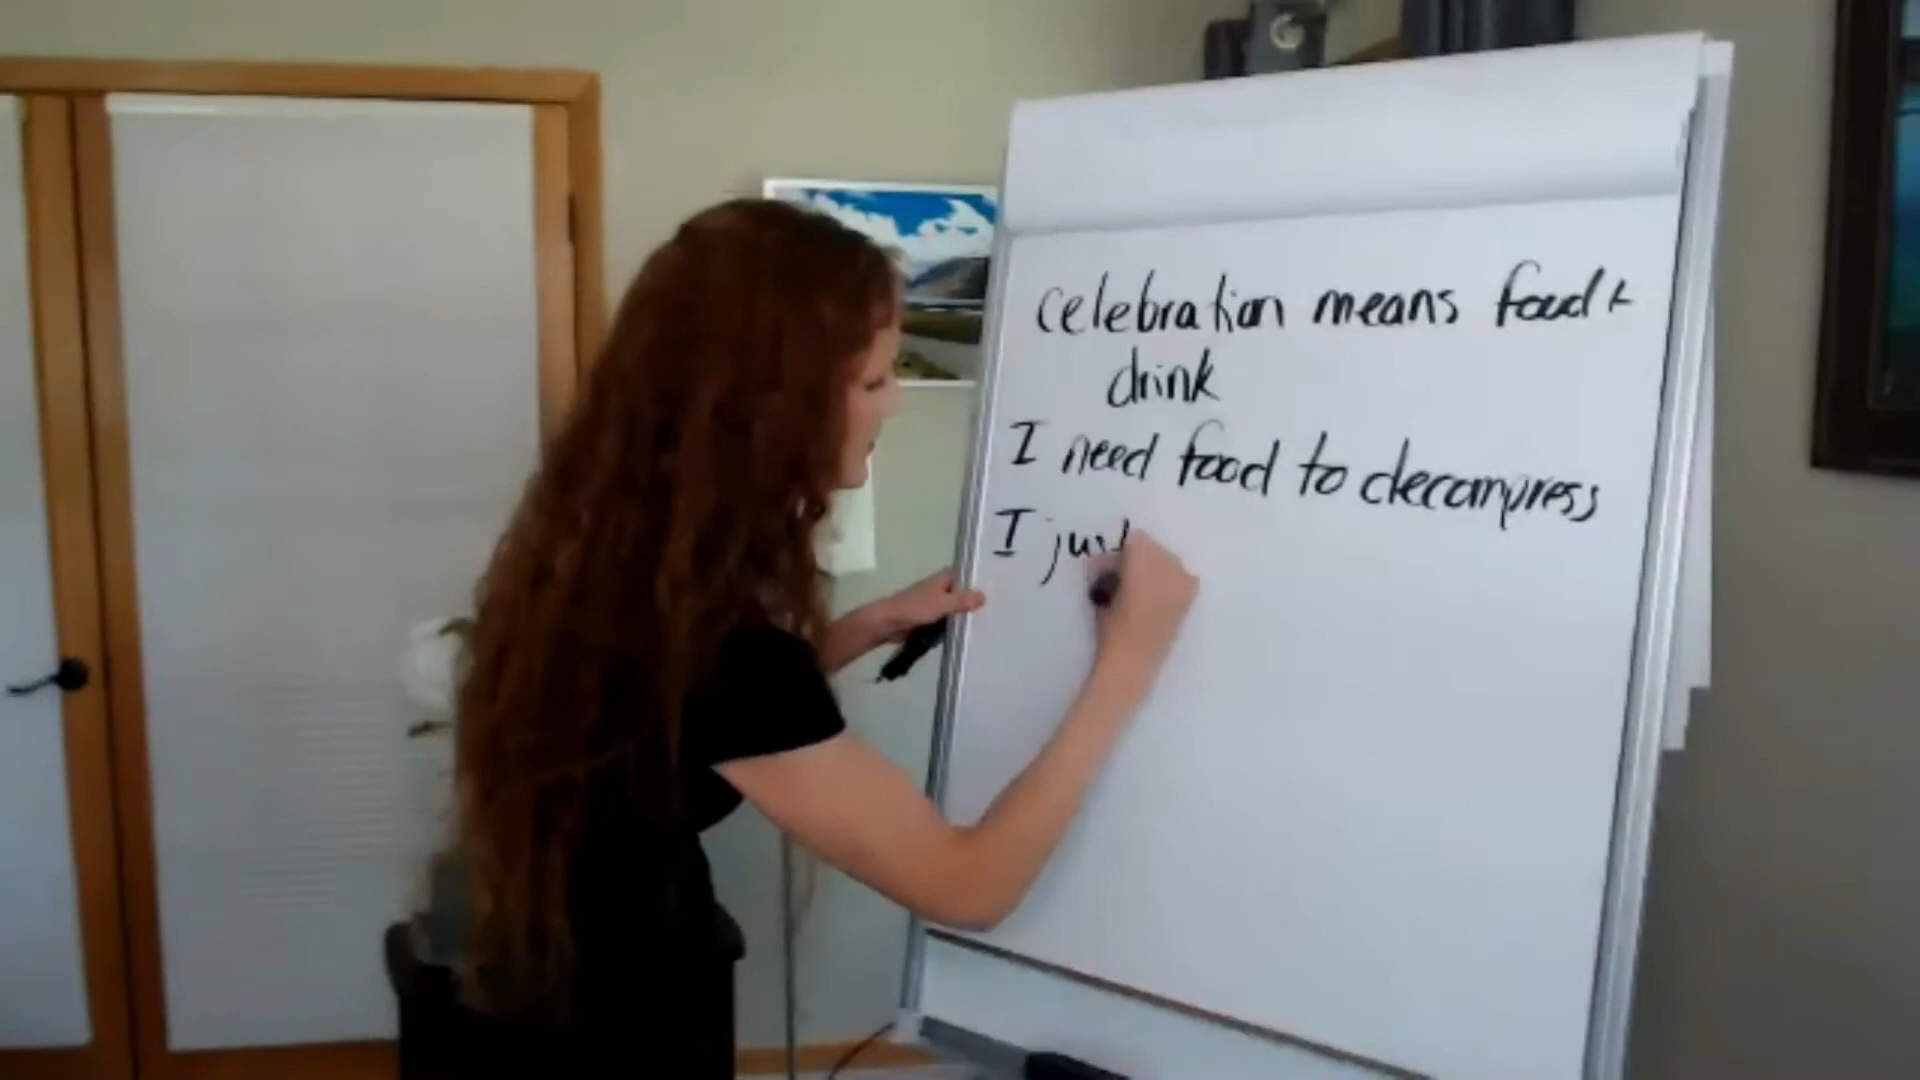 celebration means food +
drink
I need food to decompress
I just